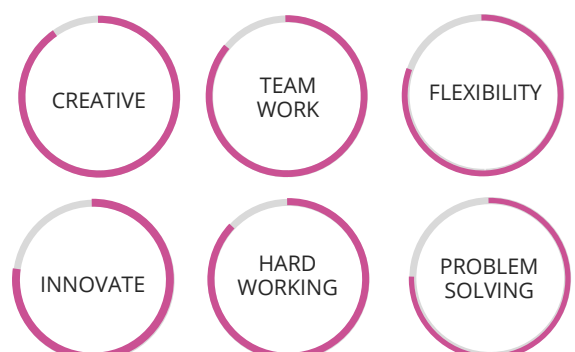 CREATIVE
TEAM
WORK
FLEXIBILITY
INNOVATE
HARD
WORKING
PROBLEM
SOLVING